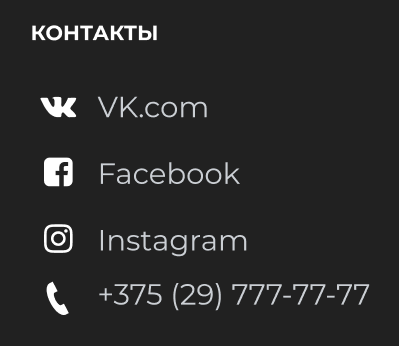 КОНТАКТЫ
VK.com
Facebook
Instagram
+375 (29) 777-77-77